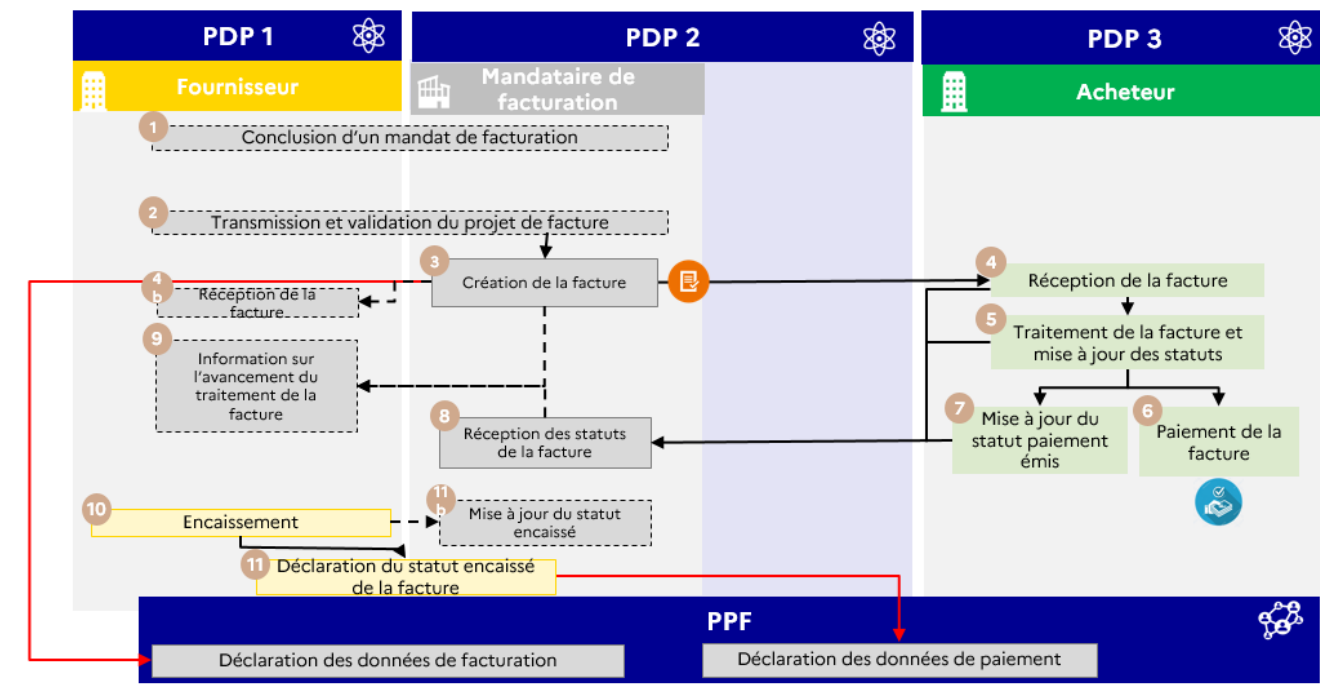 PDP 1
PDP 2
PDP 3
Fournisseur
Mandataire de
facturation
Acheteur
1
Conclusion d'un mandat de facturation
2
Transmission et validation du projet de facture
3
Création de la facture
4
Réception de la facture
4
b
Réception de la
facture
5
Traitement de la facture et
mise à jour des statuts
9
Information sur
l'avancement du
traitement de la
facture
8
Réception des statuts
de la facture
7
Mise à jour du
statut paiement
émis
6
Paiement de la
facture
10
Encaissement
11
b
Mise à jour du statut
encaissé
11
Déclaration du statut encaissé
de la facture
PPF
Déclaration des données de facturation
Déclaration des données de paiement